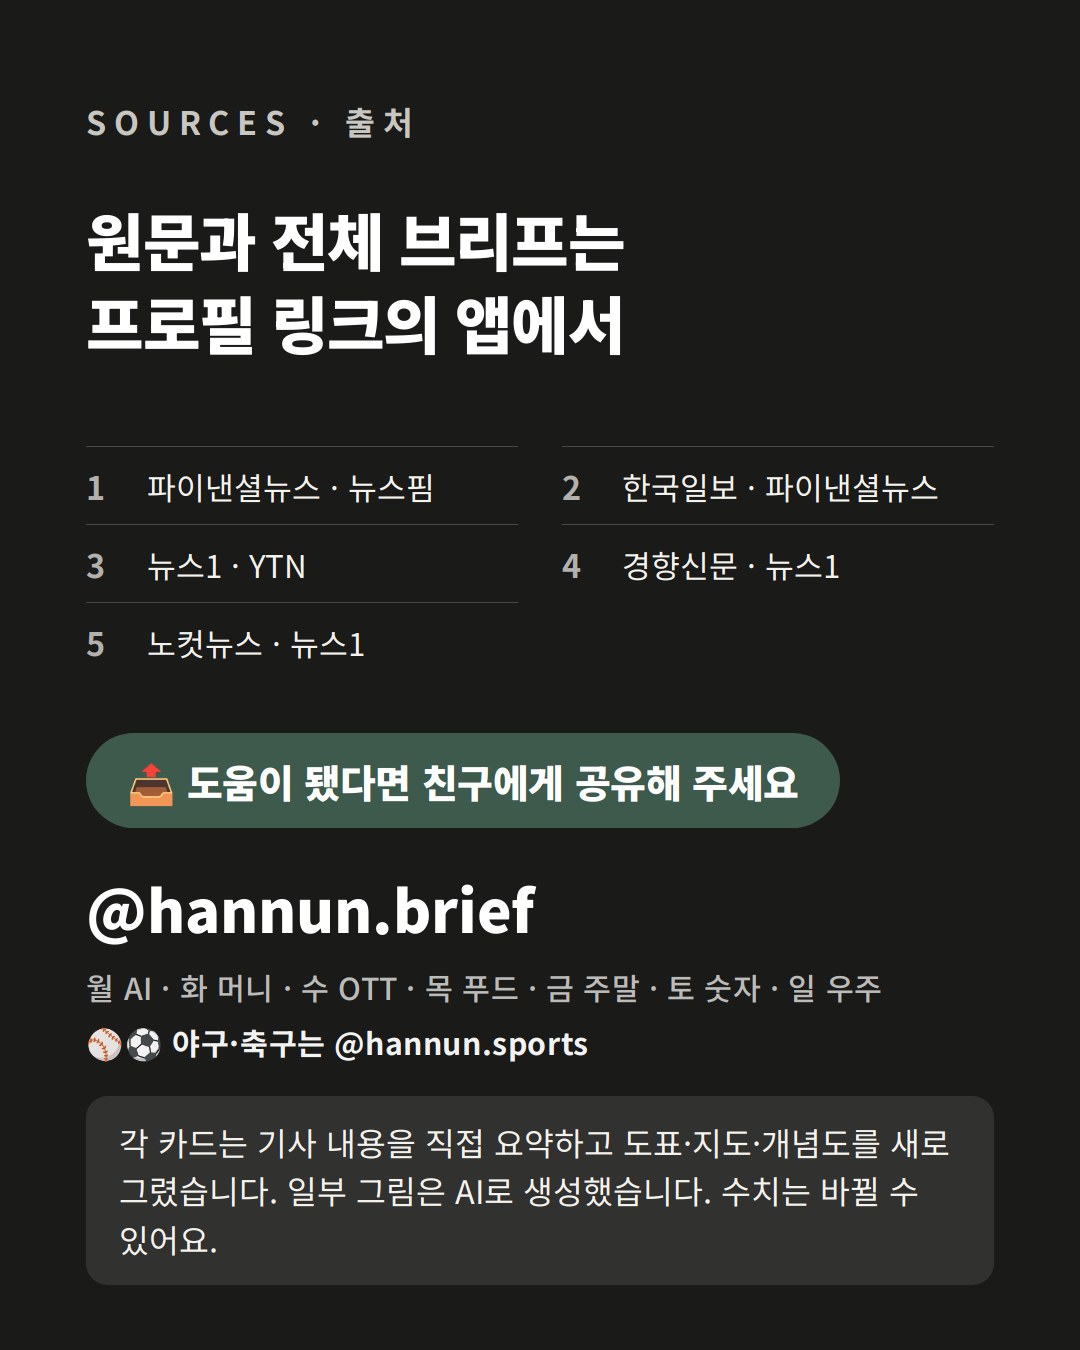 SOURCES · 출처
원문과 전체 브리프는
프로필 링크의 앱에서
1 파이낸셜뉴스 · 뉴스핌
2 한국일보 · 파이낸셜뉴스
3 뉴스1 · YTN
4 경향신문 · 뉴스1
5 노컷뉴스 · 뉴스1
📤 도움이 됐다면 친구에게 공유해 주세요
@hannun.brief
월 AI · 화 머니 · 수 OTT · 목 푸드 · 금 주말 · 토 숫자 · 일 우주
⚾⚽ 야구·축구는 @hannun.sports
각 카드는 기사 내용을 직접 요약하고 도표·지도·개념도를 새로
그렸습니다. 일부 그림은 AI로 생성했습니다. 수치는 바뀔 수
있어요.